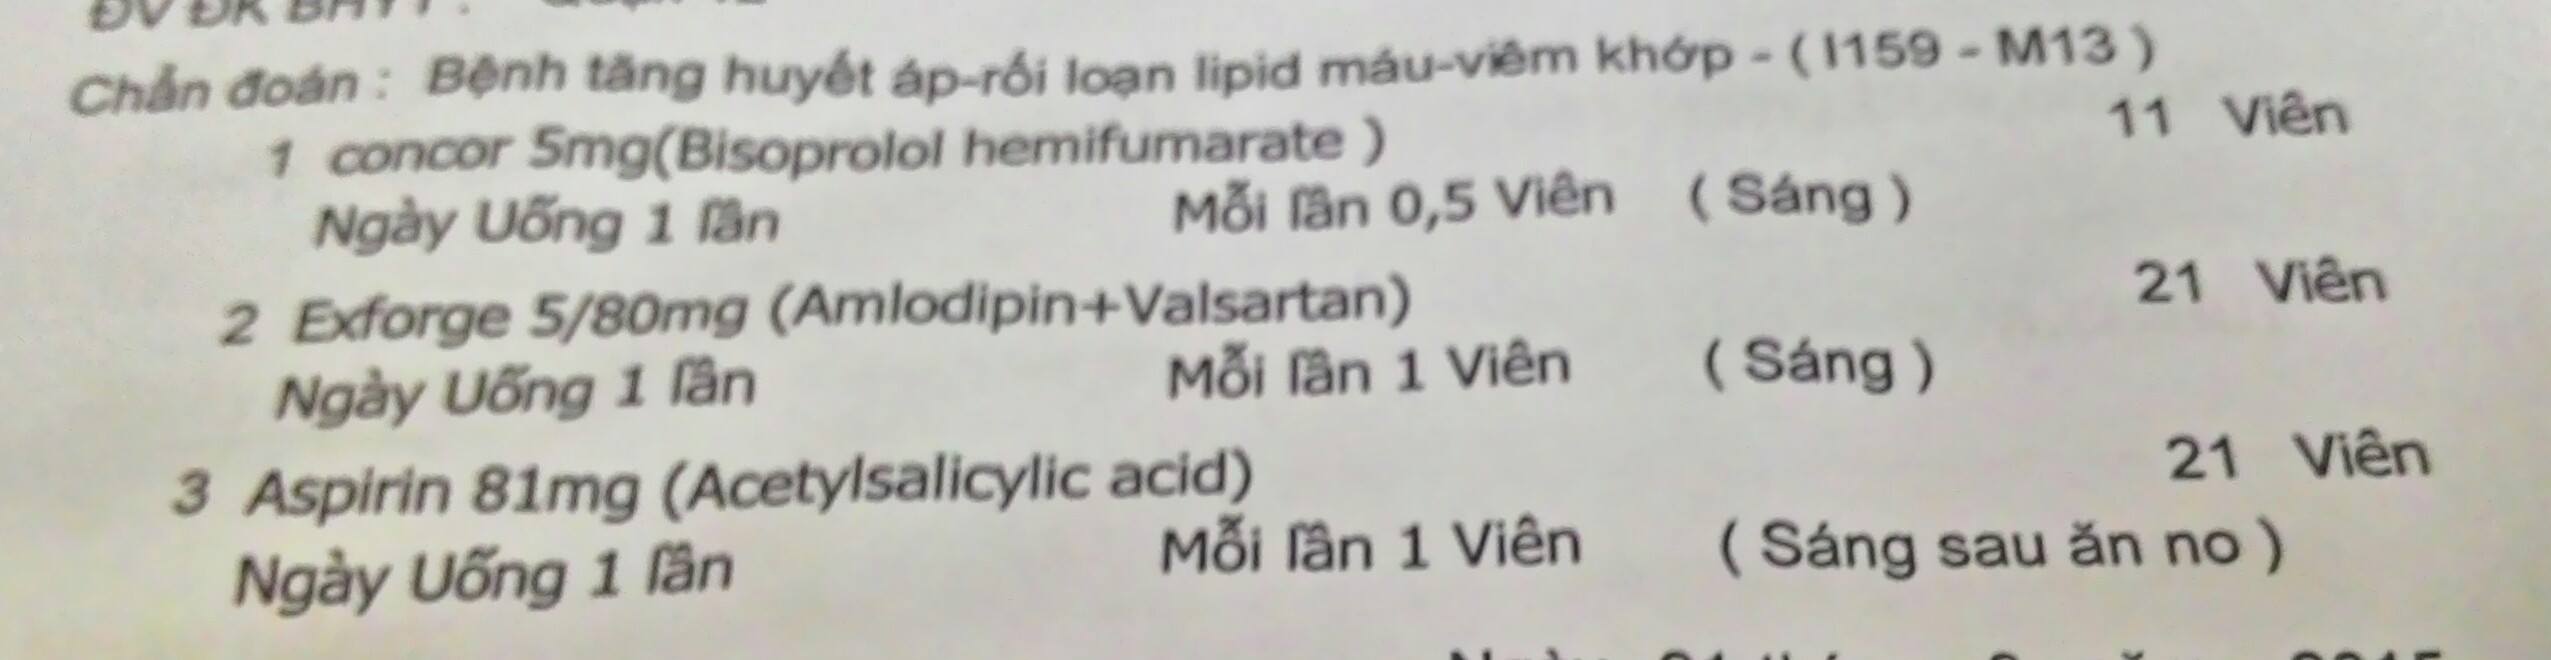 ĐV ĐK BHYT :
Chẩn đoán : Bệnh tăng huyết áp-rối loạn lipid máu-viêm khớp - ( I159 - M13 )
1 concor 5mg(Bisoprolol hemifumarate ) 11 Viên
Ngày Uống 1 lần Mỗi lần 0,5 Viên ( Sáng )
2 Exforge 5/80mg (Amlodipin+Valsartan) 21 Viên
Ngày Uống 1 lần Mỗi lần 1 Viên ( Sáng )
3 Aspirin 81mg (Acetylsalicylic acid) 21 Viên
Ngày Uống 1 lần Mỗi lần 1 Viên ( Sáng sau ăn no )